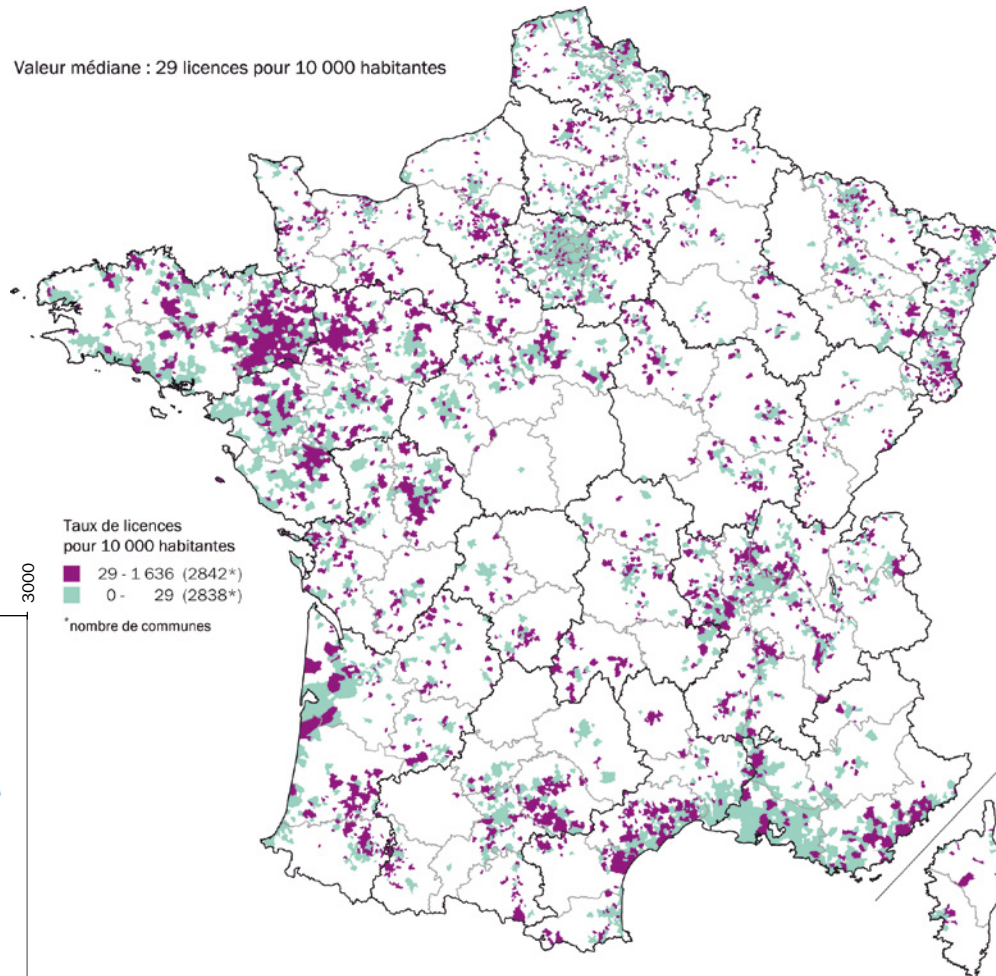 Valeur médiane : 29 licences pour 10 000 habitantes
Taux de licences
pour 10 000 habitantes
29 - 1 636 (2842*)
0 - 29 (2838*)
*nombre de communes
3000